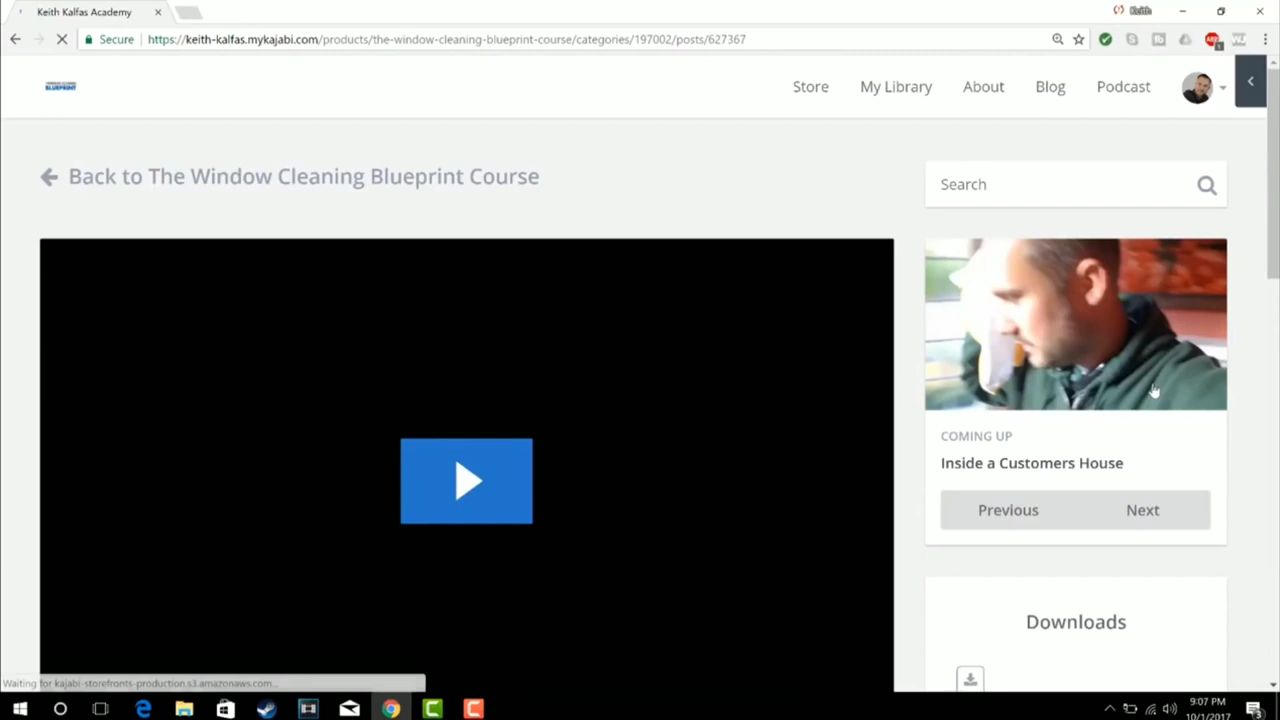 Keith Kalfas Academy
Keith
Secure
https://keith-kalfas.mykajabi.com/products/the-window-cleaning-blueprint-course/categories/197002/posts/627367
BLUEPRINT
Store
My Library
About
Blog
Podcast
Back to The Window Cleaning Blueprint Course
Search
COMING UP
Inside a Customers House
Previous
Next
Downloads
Waiting for kajabi-storefronts-production.s3.amazonaws.com...
9:07 PM
10/1/2017